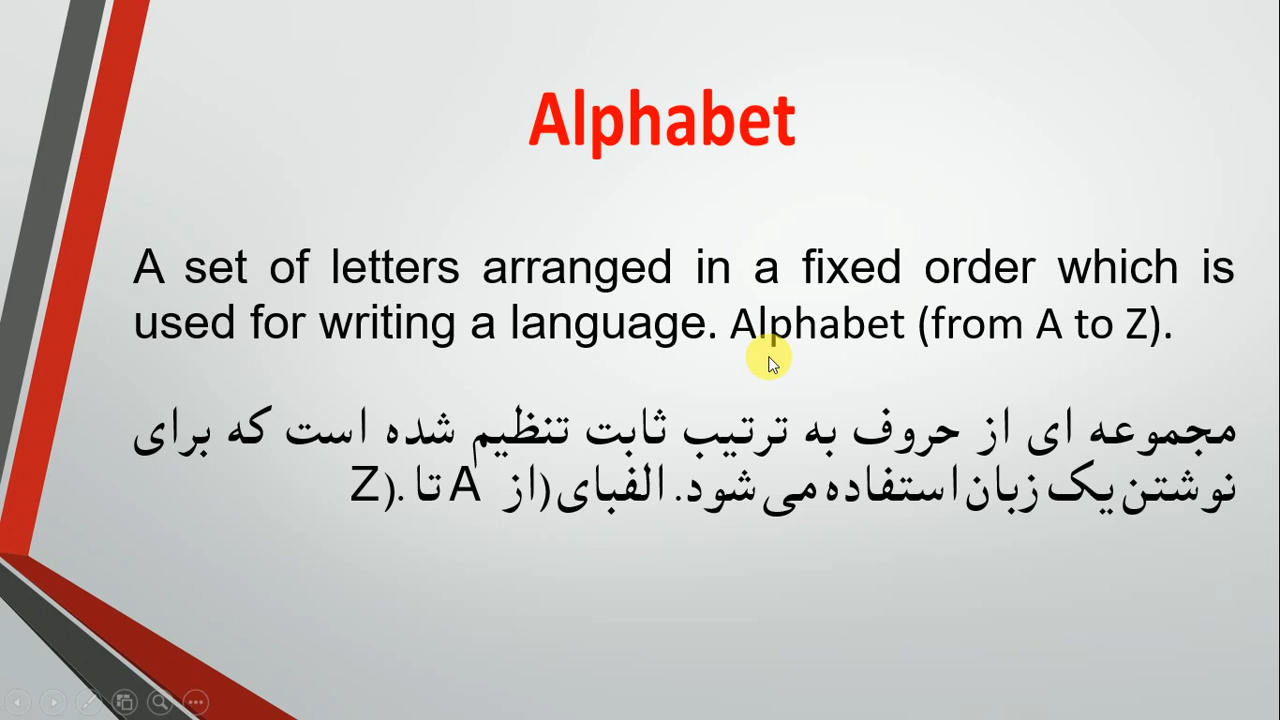 Alphabet
A set of letters arranged in a fixed order which is
used for writing a language. Alphabet (from A to Z).
مجموعه ای از حروف به ترتیب ثابت تنظیم شده است که برای
نوشتن یک زبان استفاده می شود. الفبای (از A تا Z).